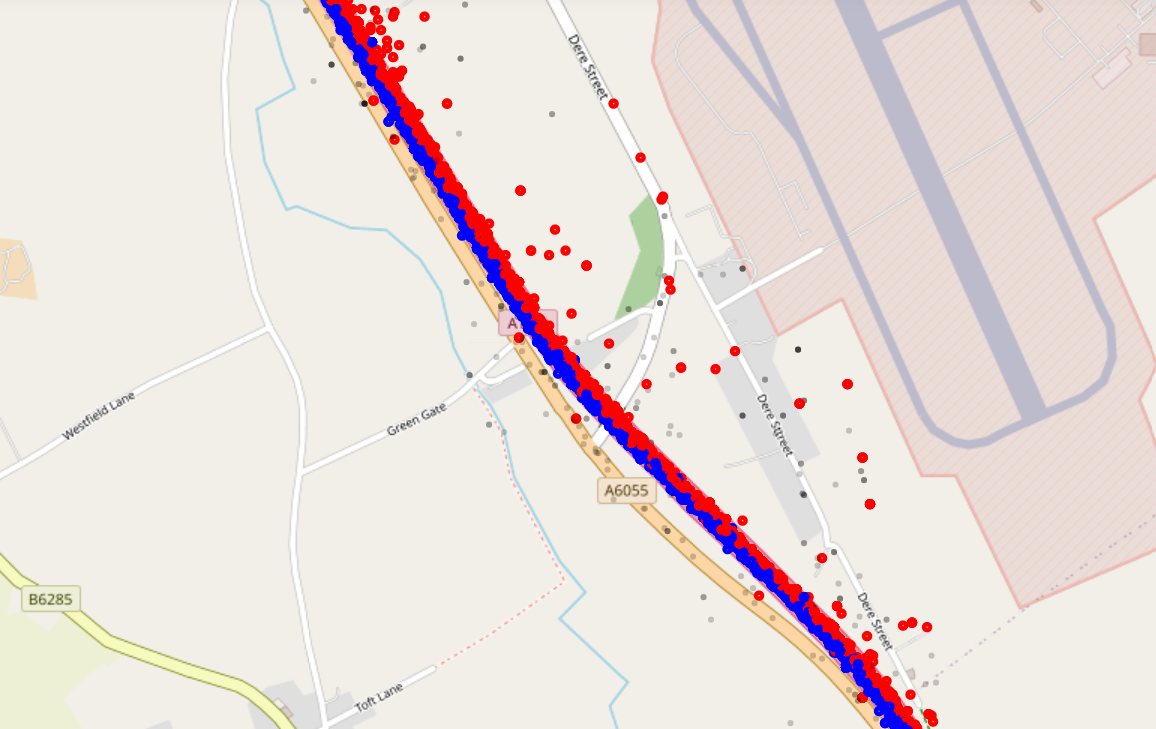 Dere Street
A
Westfield Lane
Green Gate
Dere Street
A6055
B6285
Dere Street
Toft Lane